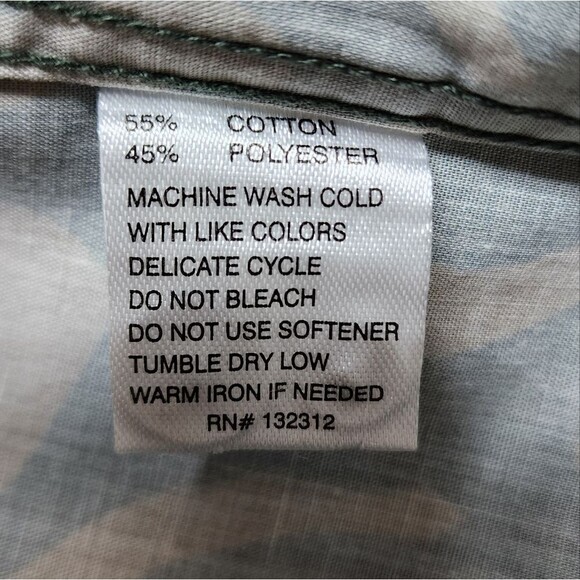 55% COTTON
45% POLYESTER
MACHINE WASH COLD
WITH LIKE COLORS
DELICATE CYCLE
DO NOT BLEACH
DO NOT USE SOFTENER
TUMBLE DRY LOW
WARM IRON IF NEEDED
RN# 132312